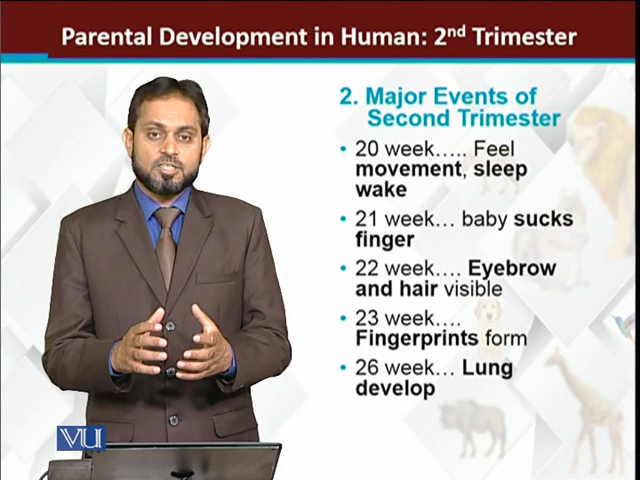 Parental Development in Human: 2nd Trimester
2. Major Events of
Second Trimester
• 20 week….. Feel
movement, sleep
wake
• 21 week… baby sucks
finger
• 22 week…. Eyebrow
and hair visible
• 23 week….
Fingerprints form
• 26 week… Lung
develop
VU